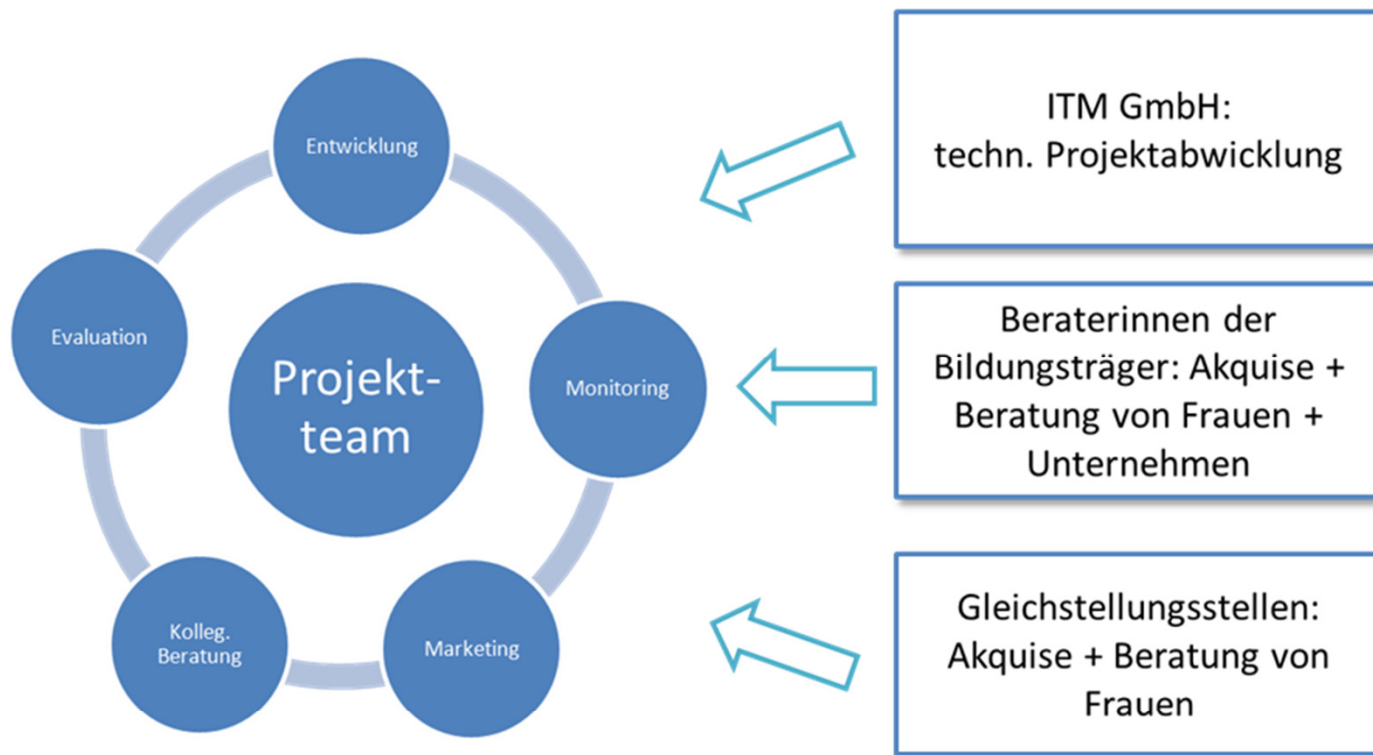 Entwicklung
Evaluation
Projekt-
team
Monitoring
Kolleg.
Beratung
Marketing
ITM GmbH:
techn. Projektabwicklung
Beraterinnen der
Bildungsträger: Akquise +
Beratung von Frauen +
Unternehmen
Gleichstellungsstellen:
Akquise + Beratung von
Frauen